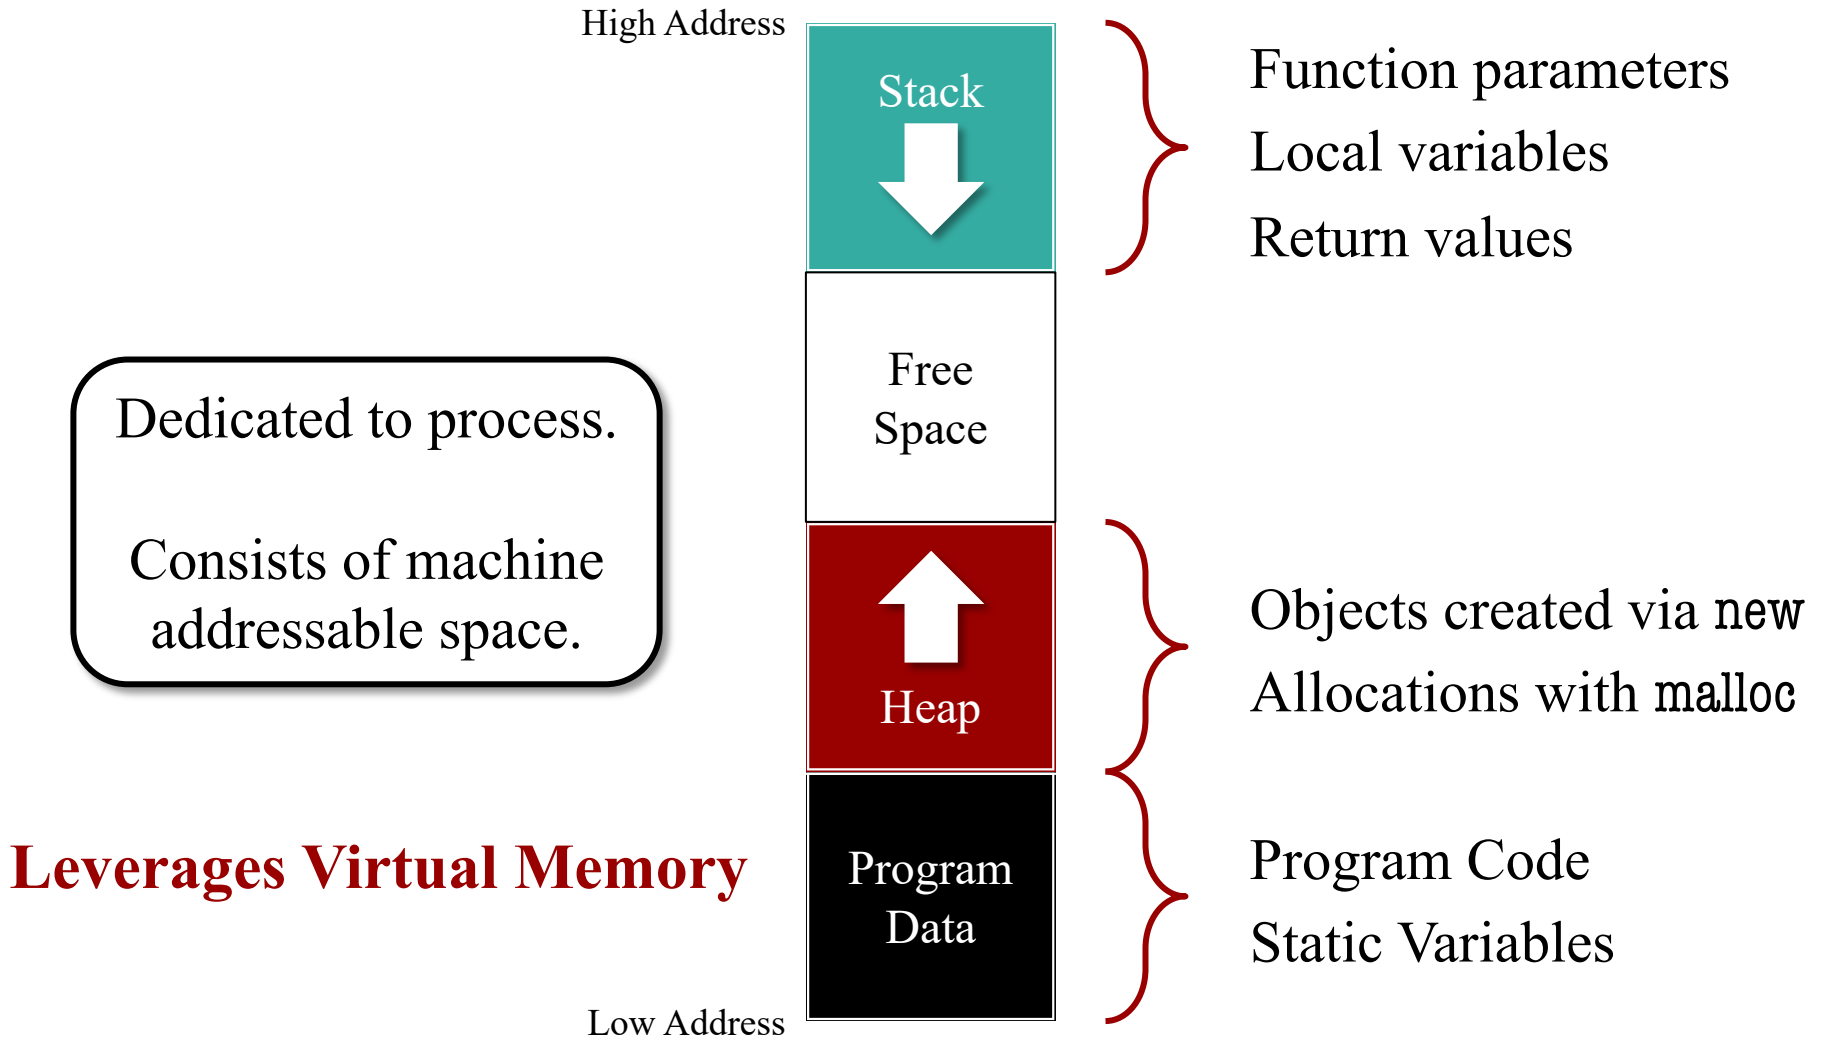 High Address
Stack
Function parameters
Local variables
Return values
Free
Space
Dedicated to process.
Consists of machine
addressable space.
Heap
Objects created via new
Allocations with malloc
Leverages Virtual Memory
Program
Data
Program Code
Static Variables
Low Address